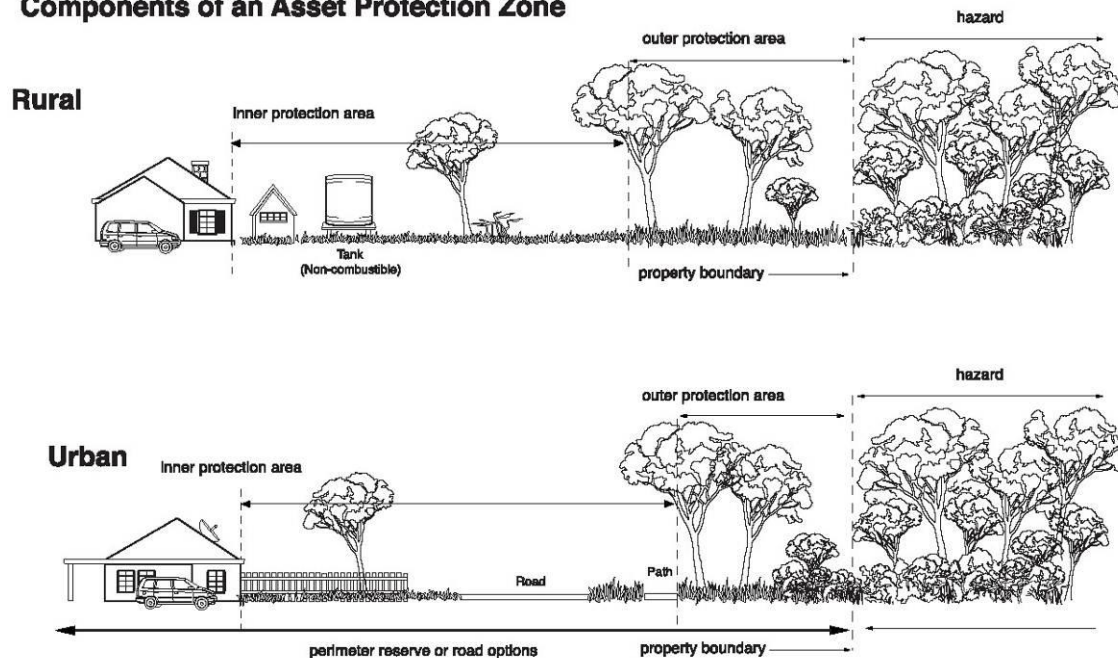 Components of an Asset Protection Zone
hazard
outer protection area
Rural
inner protection area
Tank
(Non-combustible)
property boundary
hazard
outer protection area
Urban
inner protection area
Road
Path
perimeter reserve or road options
property boundary